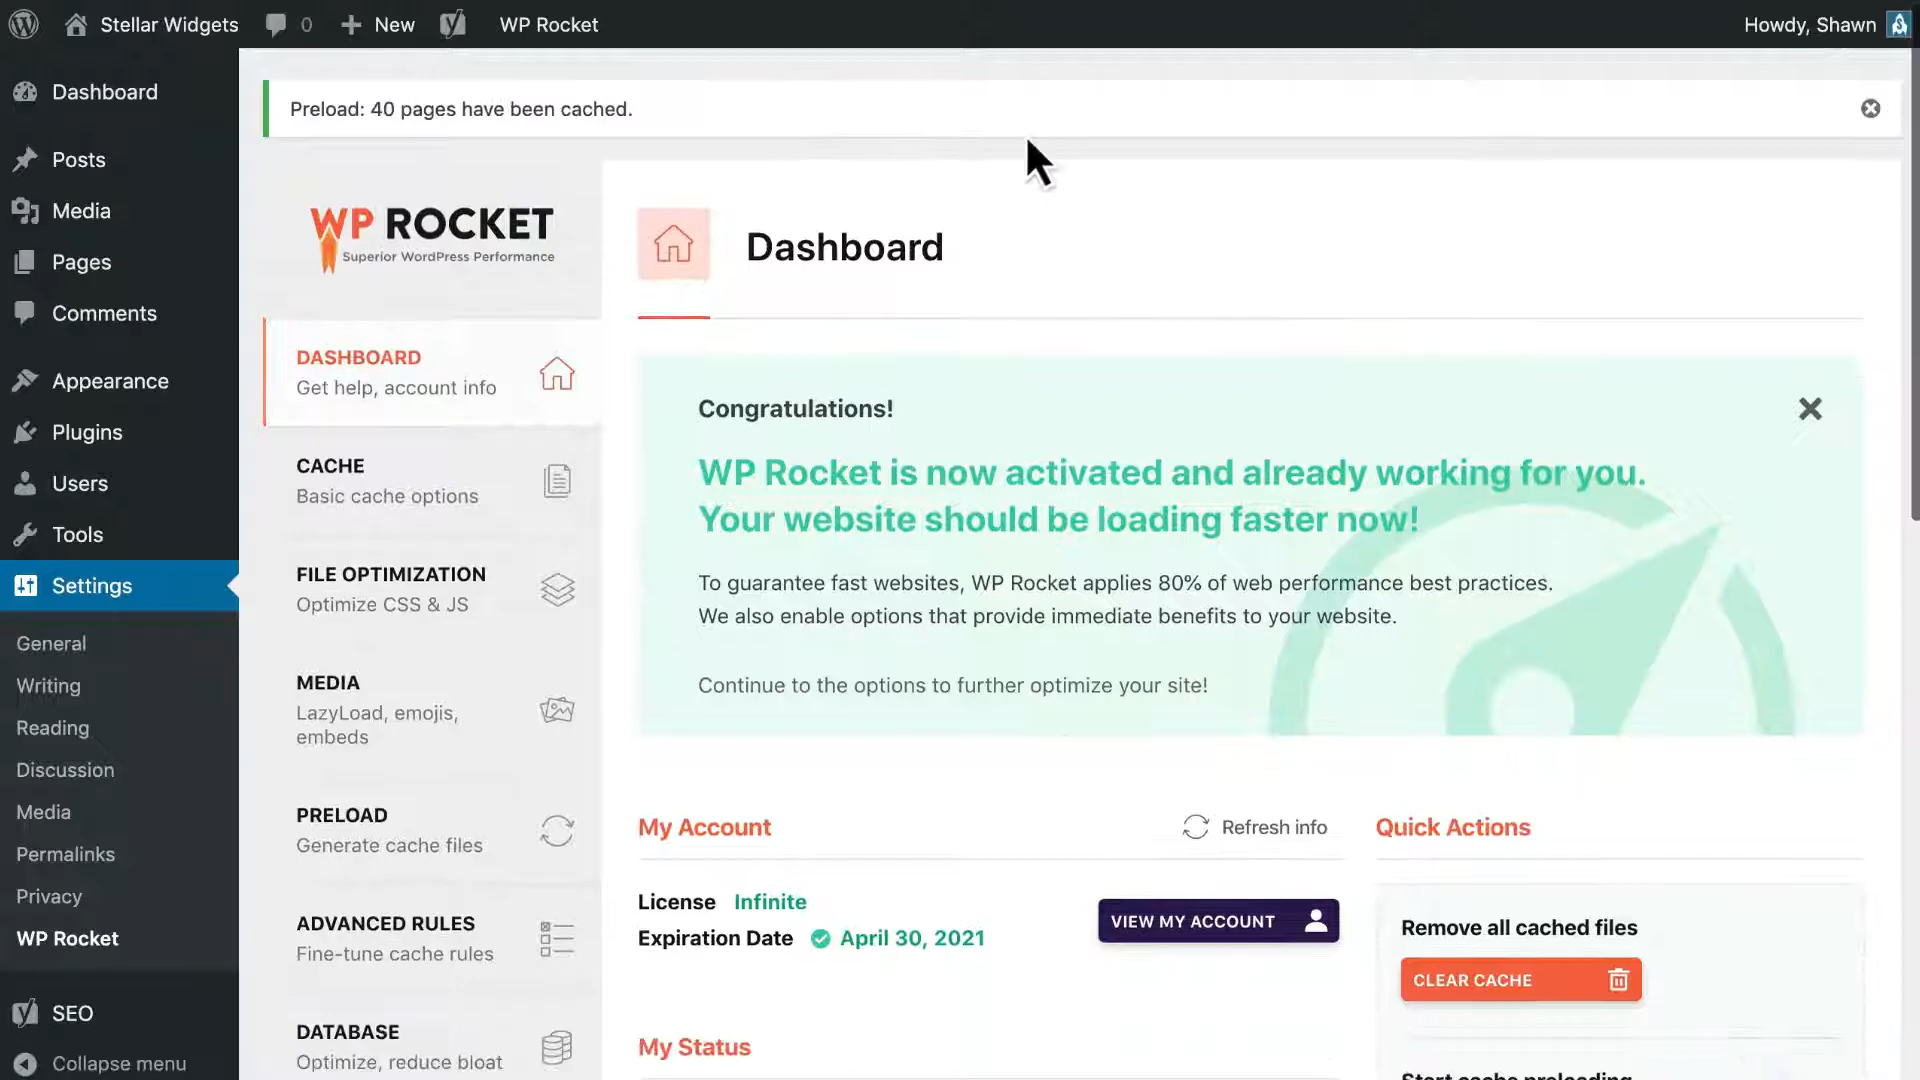 Stellar Widgets
0
New
WP Rocket
Howdy, Shawn
Dashboard
Posts
Media
Pages
Comments
Appearance
Plugins
Users
Tools
Settings
General
Writing
Reading
Discussion
Media
Permalinks
Privacy
WP Rocket
SEO
Collapse menu
Preload: 40 pages have been cached.
WP ROCKET
Superior WordPress Performance
DASHBOARD
Get help, account info
CACHE
Basic cache options
FILE OPTIMIZATION
Optimize CSS & JS
MEDIA
LazyLoad, emojis,
embeds
PRELOAD
Generate cache files
ADVANCED RULES
Fine-tune cache rules
DATABASE
Optimize, reduce bloat
Dashboard
Congratulations!
WP Rocket is now activated and already working for you.
Your website should be loading faster now!
To guarantee fast websites, WP Rocket applies 80% of web performance best practices.
We also enable options that provide immediate benefits to your website.
Continue to the options to further optimize your site!
My Account
Refresh info
License Infinite
Expiration Date April 30, 2021
VIEW MY ACCOUNT
My Status
Quick Actions
Remove all cached files
CLEAR CACHE
Start cache preloading